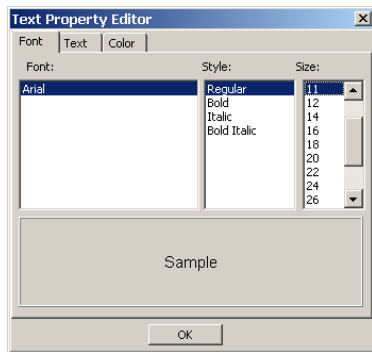 Text Property Editor
Font Text Color
Font: Style: Size:
Arial Regular 11
Bold 12
Italic 14
Bold Italic 16
18
20
22
24
26
Sample
OK